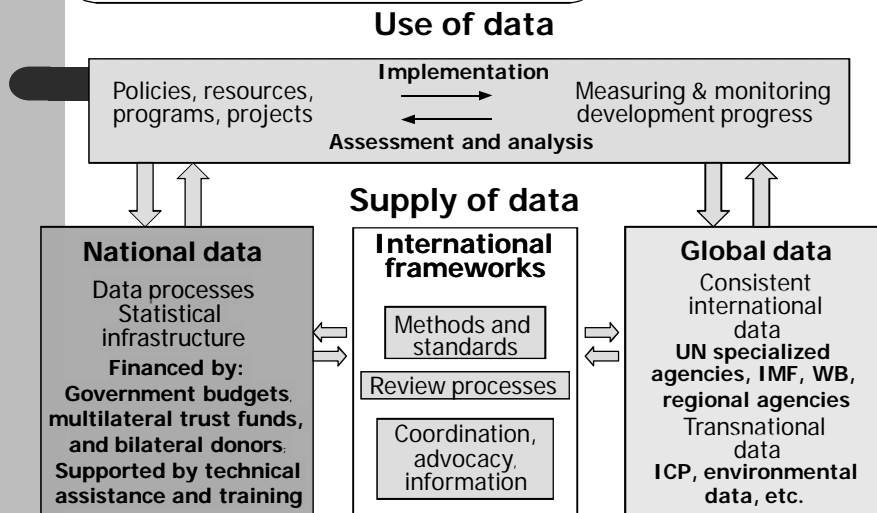 Use of data
Implementation
Policies, resources,
programs, projects
Measuring & monitoring
development progress
Assessment and analysis
Supply of data
National data
Data processes
Statistical
infrastructure
Financed by:
Government budgets,
multilateral trust funds,
and bilateral donors;
Supported by technical
assistance and training
International
frameworks
Methods and
standards
Review processes
Coordination,
advocacy,
information
Global data
Consistent
international
data
UN specialized
agencies, IMF, WB,
regional agencies
Transnational
data
ICP, environmental
data, etc.